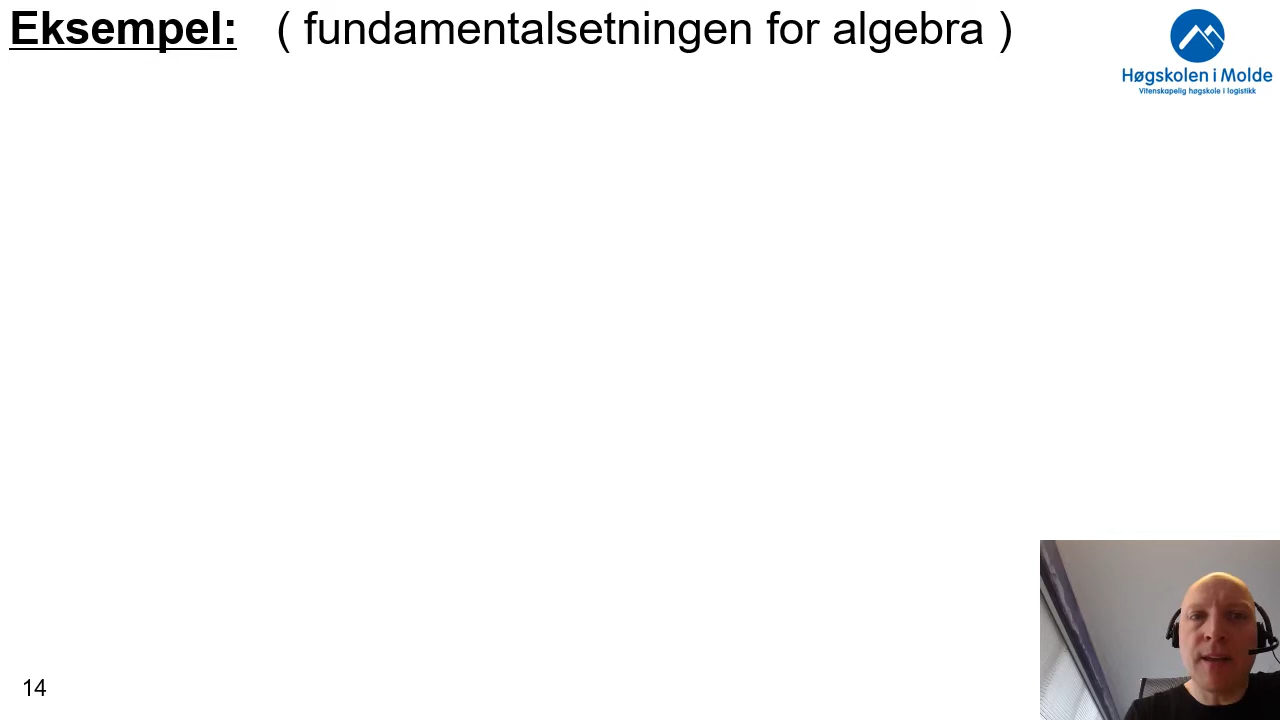 Eksempel: ( fundamentalsetningen for algebra )
Høgskolen i Molde
Vitenskapelig høgskole i logistikk
14